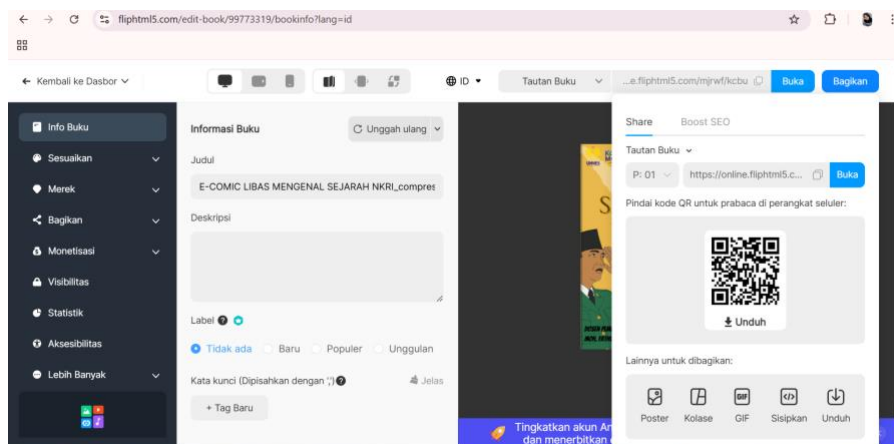 fliphtml5.com/edit-book/99773319/bookinfo?lang=id
← Kembali ke Dasbor
ID
Tautan Buku
...e.fliphtml5.com/mjrwf/kcbu
Buka
Bagikan
Info Buku
Sesuaikan
Merek
Bagikan
Monetisasi
Visibilitas
Statistik
Aksesibilitas
Lebih Banyak
Informasi Buku
Unggah ulang
Judul
E-COMIC LIBAS MENGENAL SEJARAH NKRI_compres
Deskripsi
Label
Tidak ada
Baru
Populer
Unggulan
Kata kunci (Dipisahkan dengan ',')
Jelas
+ Tag Baru
S
Tingkatkan akun An
dan menerbitkan
Share
Boost SEO
Tautan Buku
P: 01
https://online.fliphtml5.c...
Buka
Pindai kode QR untuk prabaca di perangkat seluler:
Unduh
Lainnya untuk dibagikan:
Poster
Kolase
GIF
Sisipkan
Unduh